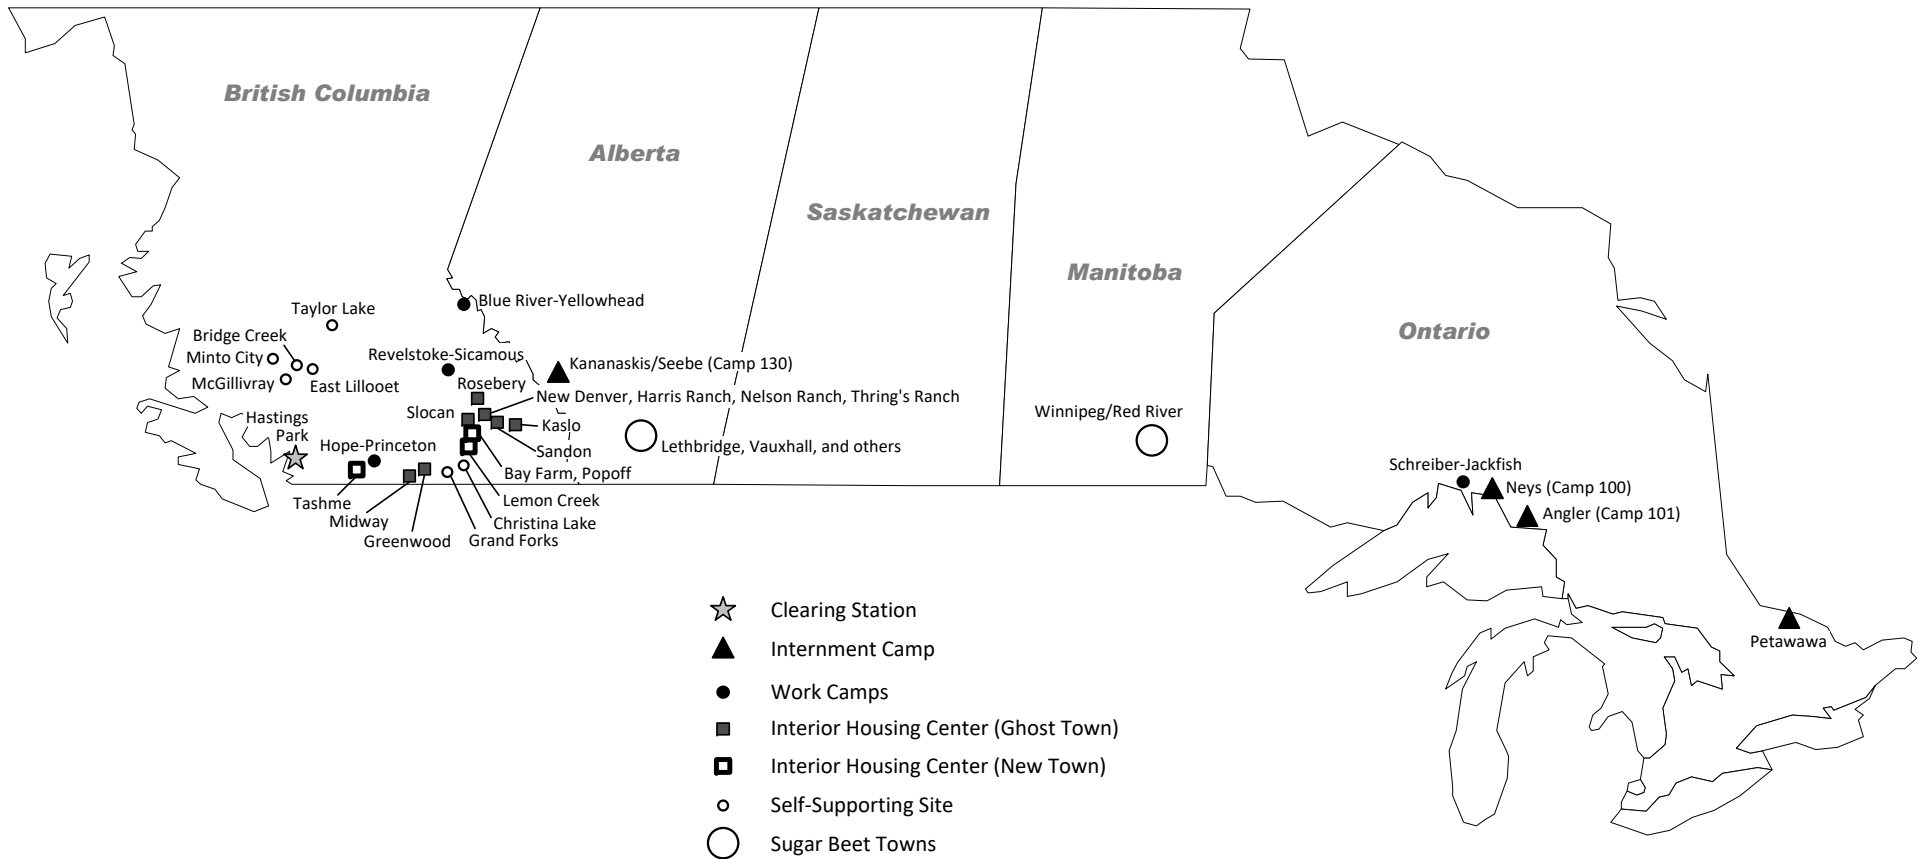 British Columbia
Alberta
Saskatchewan
Manitoba
Ontario
Blue River-Yellowhead
Taylor Lake
Bridge Creek
Minto City
McGillivray
East Lillooet
Revelstoke-Sicamous
Kananaskis/Seebe (Camp 130)
Rosebery
New Denver, Harris Ranch, Nelson Ranch, Thring's Ranch
Slocan
Kaslo
Hastings
Park
Hope-Princeton
Sandon
Lethbridge, Vauxhall, and others
Winnipeg/Red River
Bay Farm, Popoff
Tashme
Lemon Creek
Midway
Christina Lake
Greenwood
Grand Forks
Schreiber-Jackfish
Neys (Camp 100)
Angler (Camp 101)
Petawawa
Clearing Station
Internment Camp
Work Camps
Interior Housing Center (Ghost Town)
Interior Housing Center (New Town)
Self-Supporting Site
Sugar Beet Towns